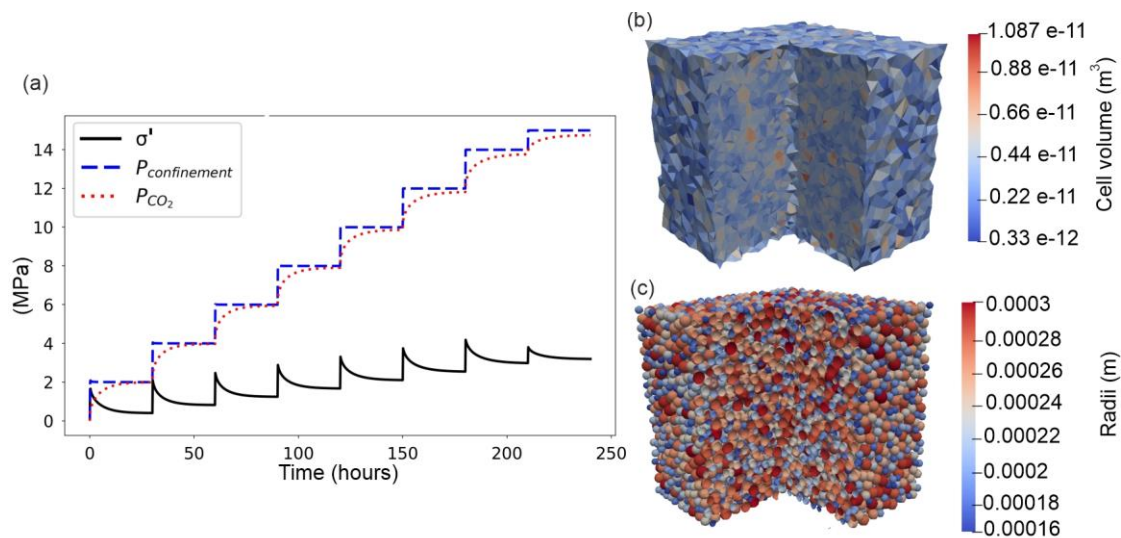 (a)
σ'
P_confinement
P_CO₂
14
12
10
8
6
4
2
0
(MPa)
0 50 100 150 200 250
Time (hours)
(b)
1.087 e-11
0.88 e-11
0.66 e-11
0.44 e-11
0.22 e-11
0.33 e-12
Cell volume (m³)
(c)
0.0003
0.00028
0.00026
0.00024
0.00022
0.0002
0.00018
0.00016
Radii (m)